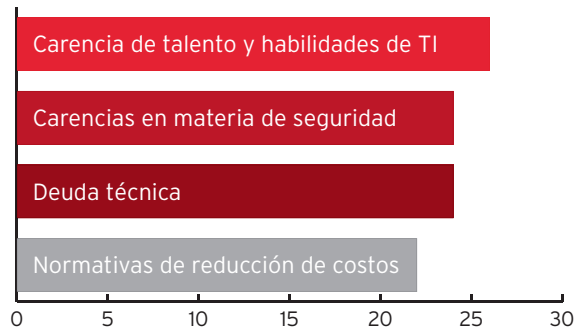 Carencia de talento y habilidades de TI
Carencias en materia de seguridad
Deuda técnica
Normativas de reducción de costos
0 5 10 15 20 25 30